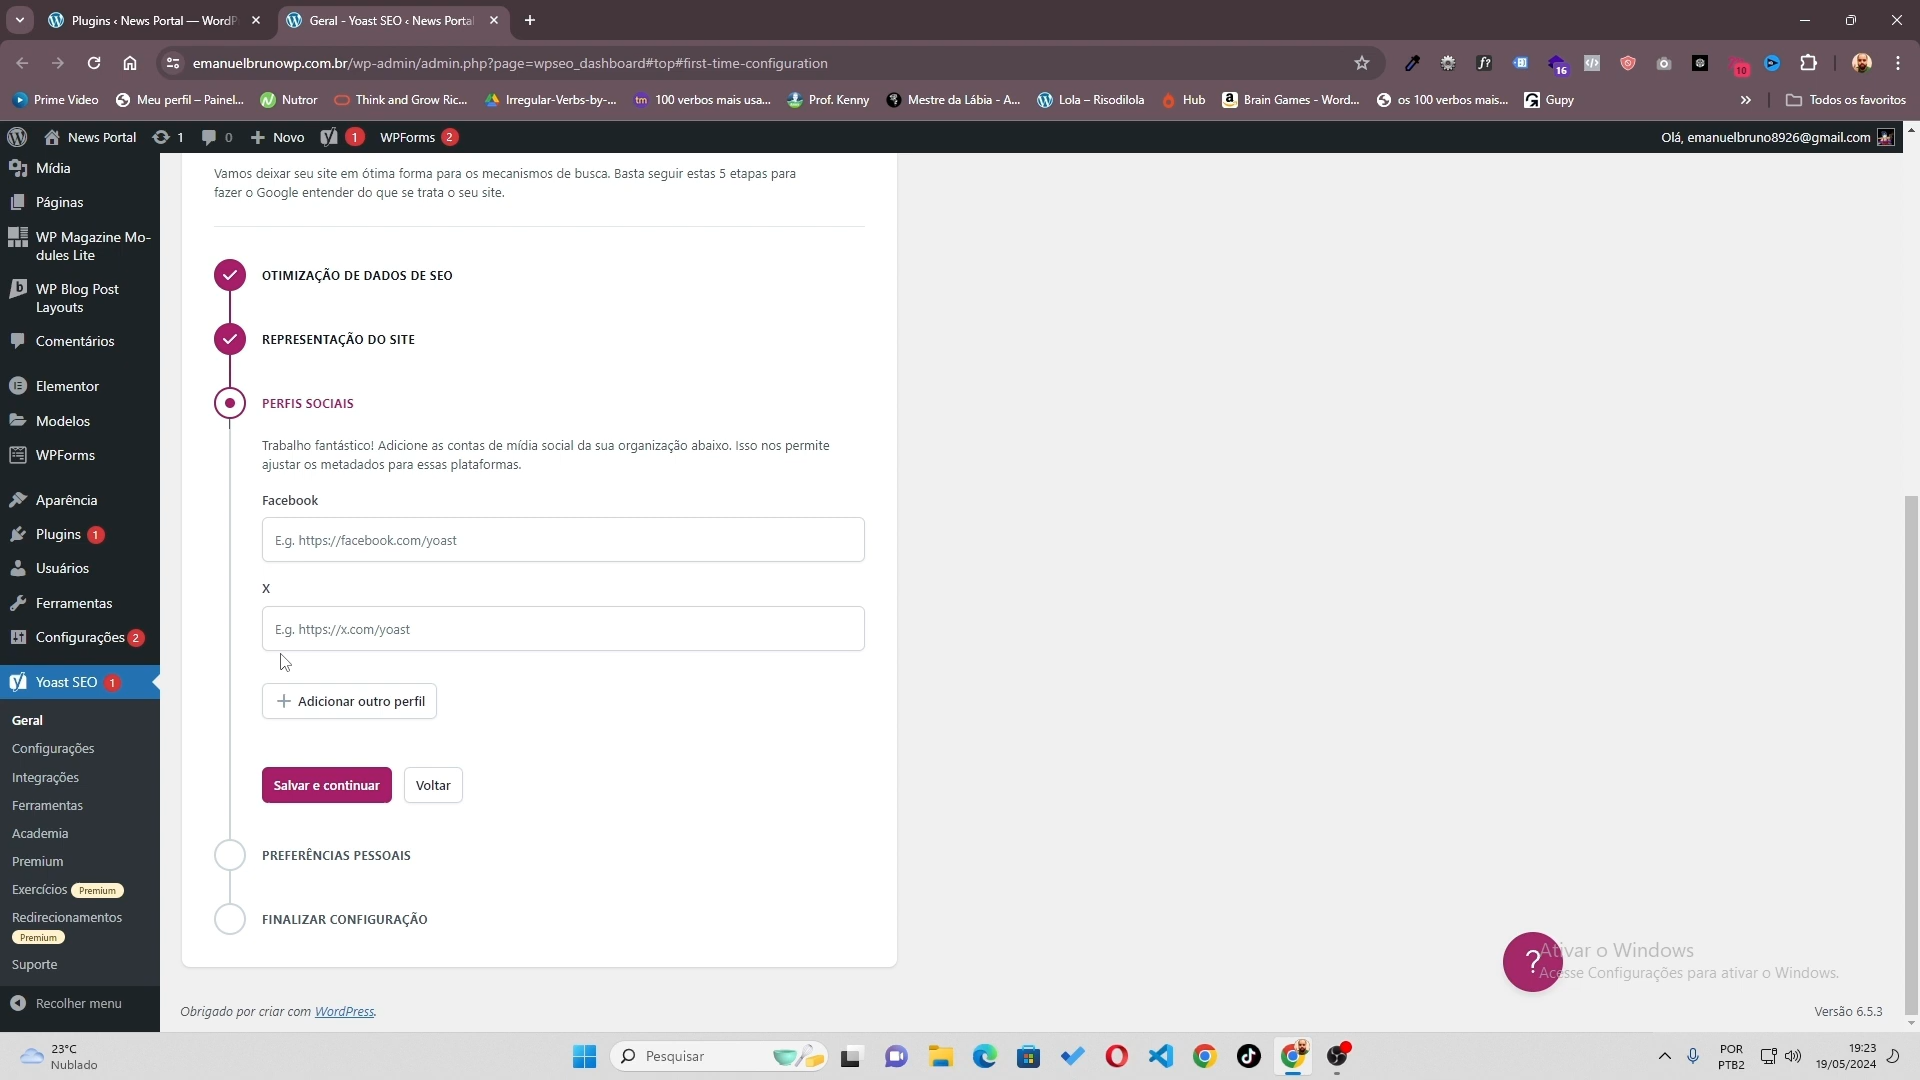 Plugins ‹ News Portal — WordP
Geral - Yoast SEO ‹ News Portal
emanuelbrunowp.com.br/wp-admin/admin.php?page=wpseo_dashboard#top#first-time-configuration
16
10
Prime Video
Meu perfil – Painel...
Nutror
Think and Grow Ric...
Irregular-Verbs-by-...
tm
100 verbos mais usa...
Prof. Kenny
Mestre da Lábia - A...
Lola – Risodilola
Hub
Brain Games - Word...
os 100 verbos mais...
Gupy
»
Todos os favoritos
News Portal
1
0
Novo
1
WPForms 2
Olá, emanuelbruno8926@gmail.com
Mídia
Páginas
WP Magazine Mo-
dules Lite
WP Blog Post
Layouts
Comentários
Elementor
Modelos
WPForms
Aparência
Plugins 1
Usuários
Ferramentas
Configurações 2
Yoast SEO 1
Geral
Configurações
Integrações
Ferramentas
Academia
Premium
Exercícios Premium
Redirecionamentos
Premium
Suporte
Recolher menu
Vamos deixar seu site em ótima forma para os mecanismos de busca. Basta seguir estas 5 etapas para
fazer o Google entender do que se trata o seu site.
OTIMIZAÇÃO DE DADOS DE SEO
REPRESENTAÇÃO DO SITE
PERFIS SOCIAIS
Trabalho fantástico! Adicione as contas de mídia social da sua organização abaixo. Isso nos permite
ajustar os metadados para essas plataformas.
Facebook
E.g. https://facebook.com/yoast
X
E.g. https://x.com/yoast
Adicionar outro perfil
Salvar e continuar
Voltar
PREFERÊNCIAS PESSOAIS
FINALIZAR CONFIGURAÇÃO
?
Ativar o Windows
Acesse Configurações para ativar o Windows.
Obrigado por criar com WordPress.
Versão 6.5.3
23°C
Nublado
Pesquisar
POR
PTB2
19:23
19/05/2024